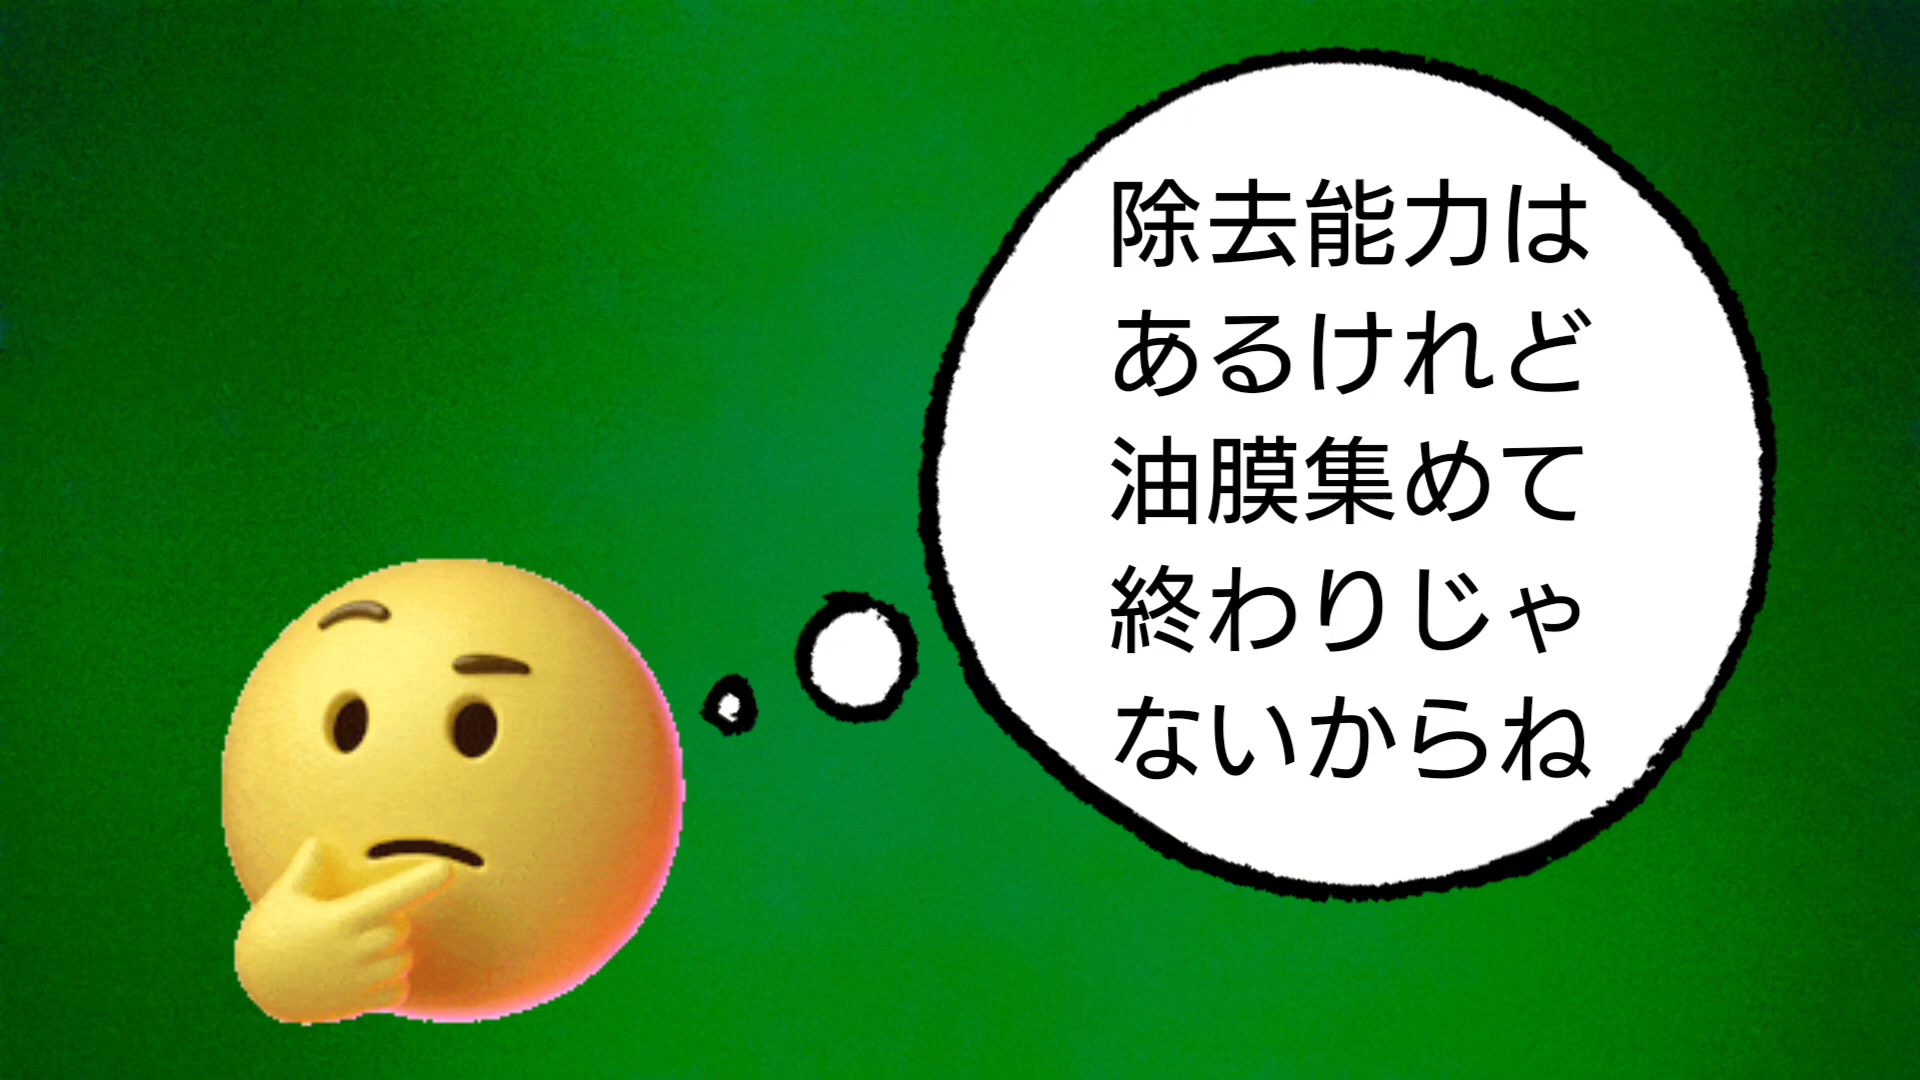 除去能力は
あるけれど
油膜集めて
終わりじゃ
ないからね